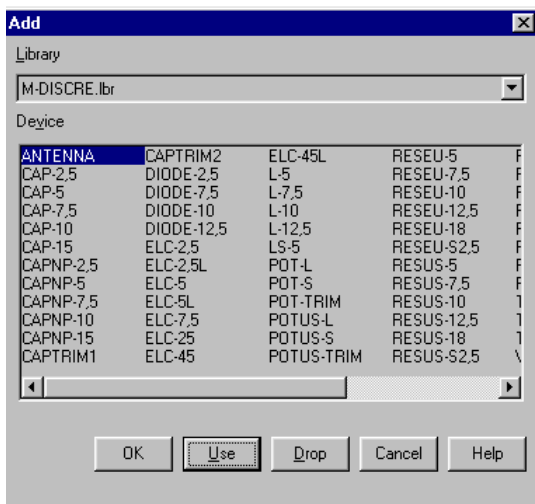 Add
Library
M-DISCRE.lbr
Device
ANTENNA CAPTRIM2 ELC-45L RESEU-5
CAP-2,5 DIODE-2,5 L-5 RESEU-7,5
CAP-5 DIODE-7,5 L-7,5 RESEU-10
CAP-7,5 DIODE-10 L-10 RESEU-12,5
CAP-10 DIODE-12,5 L-12,5 RESEU-18
CAP-15 ELC-2,5 LS-5 RESEU-S2,5
CAPNP-2,5 ELC-2,5L POT-L RESUS-5
CAPNP-5 ELC-5 POT-S RESUS-7,5
CAPNP-7,5 ELC-5L POT-TRIM RESUS-10
CAPNP-10 ELC-7,5 POTUS-L RESUS-12,5
CAPNP-15 ELC-25 POTUS-S RESUS-18
CAPTRIM1 ELC-45 POTUS-TRIM RESUS-S2,5
OK Use Drop Cancel Help